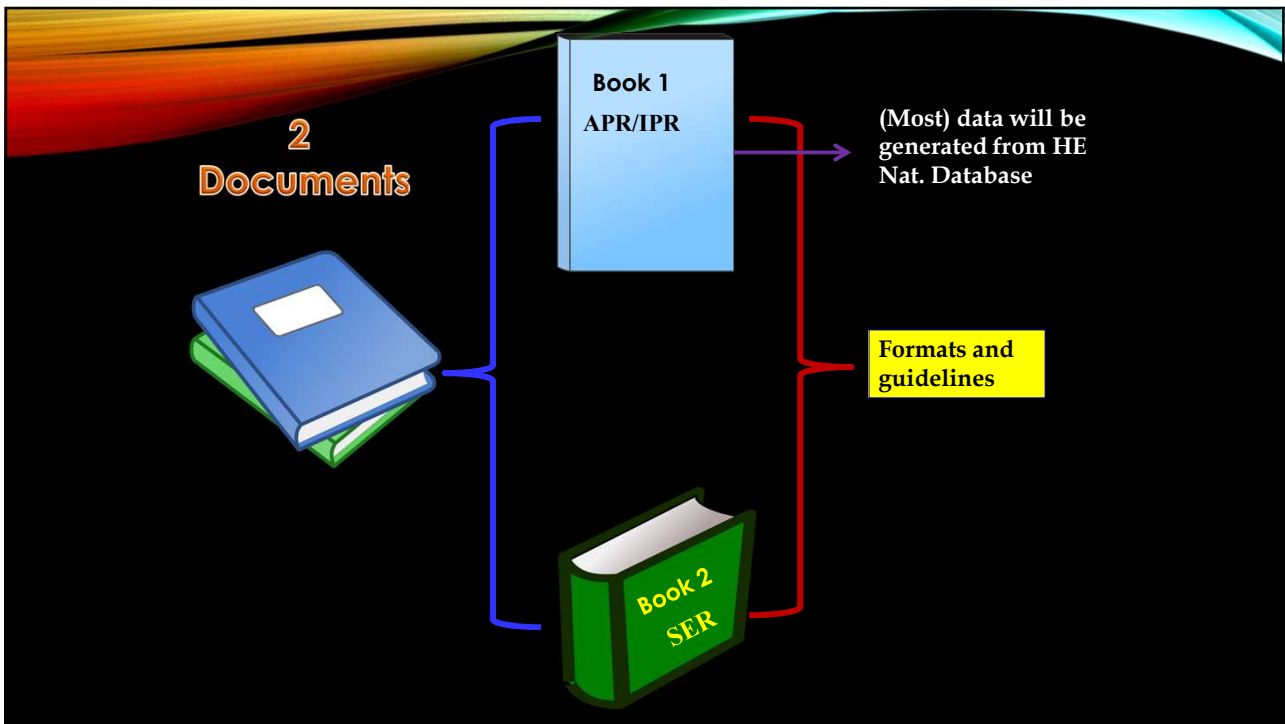 2
Documents
Book 1
APR/IPR
(Most) data will be
generated from HE
Nat. Database
Formats and
guidelines
Book 2
SER